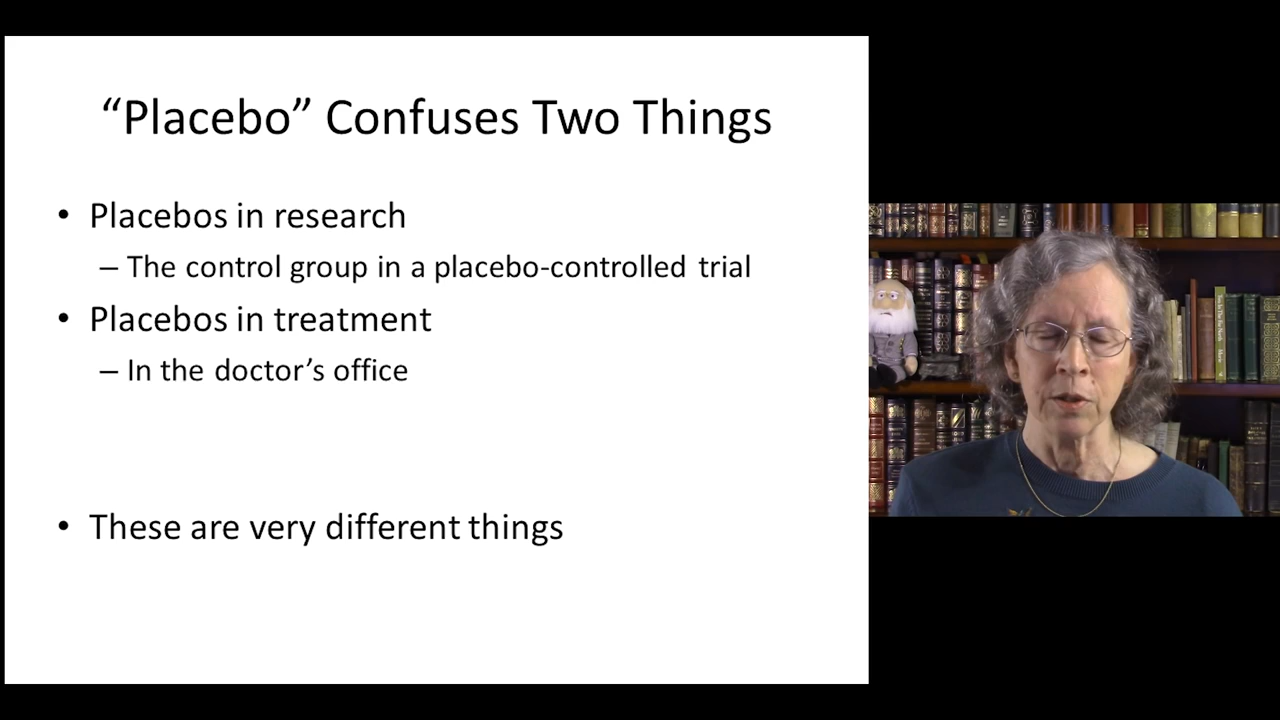 “Placebo” Confuses Two Things
• Placebos in research
– The control group in a placebo-controlled trial
• Placebos in treatment
– In the doctor’s office
• These are very different things